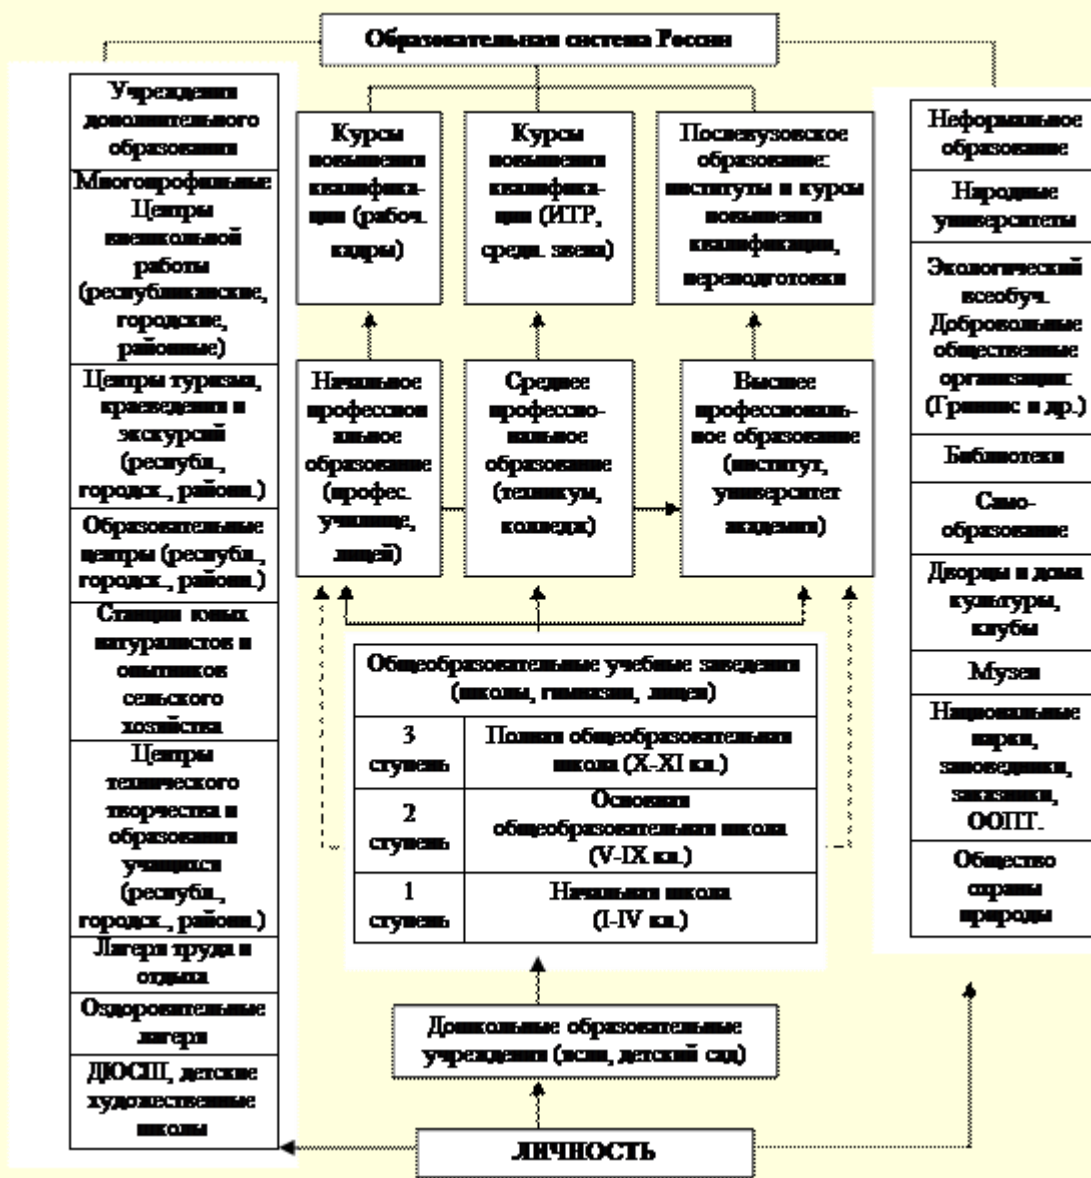 Образовательная система России
Учреждения
дополнительного
образования
Многопрофильные
Центры
внешкольной
работы
(республиканские,
городские,
районные)
Центры туризма,
краеведения и
экскурсий
(республ.,
городск., районн.)
Образовательные
центры (республ.,
городск., районн.)
Станции юных
натуралистов и
опытников
сельского
хозяйства
Центры
технического
творчества и
образования
учащихся
(республ.,
городск., районн.)
Лагеря труда и
отдыха
Оздоровительные
лагеря
ДЮСШ, детские
художественные
школы
Курсы
повышения
квалифика-
ции (рабоч.
кадры)
Курсы
повышения
квалифика-
ции (ИТР,
средн. звена)
Послевузовское
образование:
институты и курсы
повышения
квалификации,
переподготовки
Начальное
профессион
альное
образование
(профес.
училище,
лицей)
Среднее
профессио-
нальное
образование
(техникум,
колледж)
Высшее
профессиональ-
ное образование
(институт,
университет
академия)
Общеобразовательные учебные заведения
(школы, гимназии, лицеи)
3
ступень
Полная общеобразовательная
школа (X-XI кл.)
2
ступень
Основная
общеобразовательная школа
(V-IX кл.)
1
ступень
Начальная школа
(I-IV кл.)
Дошкольные образовательные
учреждения (ясли, детский сад)
ЛИЧНОСТЬ
Неформальное
образование
Народные
университеты
Экологический
всеобуч.
Добровольные
общественные
организации:
(Гринпис и др.)
Библиотеки
Само-
образование
Дворцы и дома
культуры,
клубы
Музеи
Национальные
парки,
заповедники,
заказники,
ООПТ.
Общество
охраны
природы